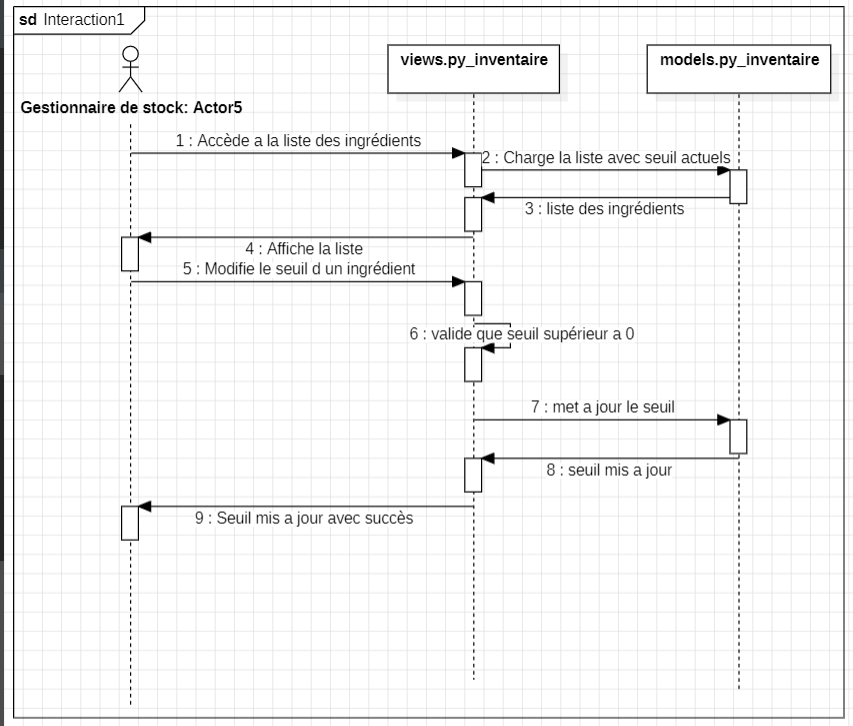 sd Interaction1
views.py_inventaire
models.py_inventaire
Gestionnaire de stock: Actor5
1 : Accède a la liste des ingrédients
2 : Charge la liste avec seuil actuels
3 : liste des ingrédients
4 : Affiche la liste
5 : Modifie le seuil d un ingrédient
6 : valide que seuil supérieur a 0
7 : met a jour le seuil
8 : seuil mis a jour
9 : Seuil mis a jour avec succès